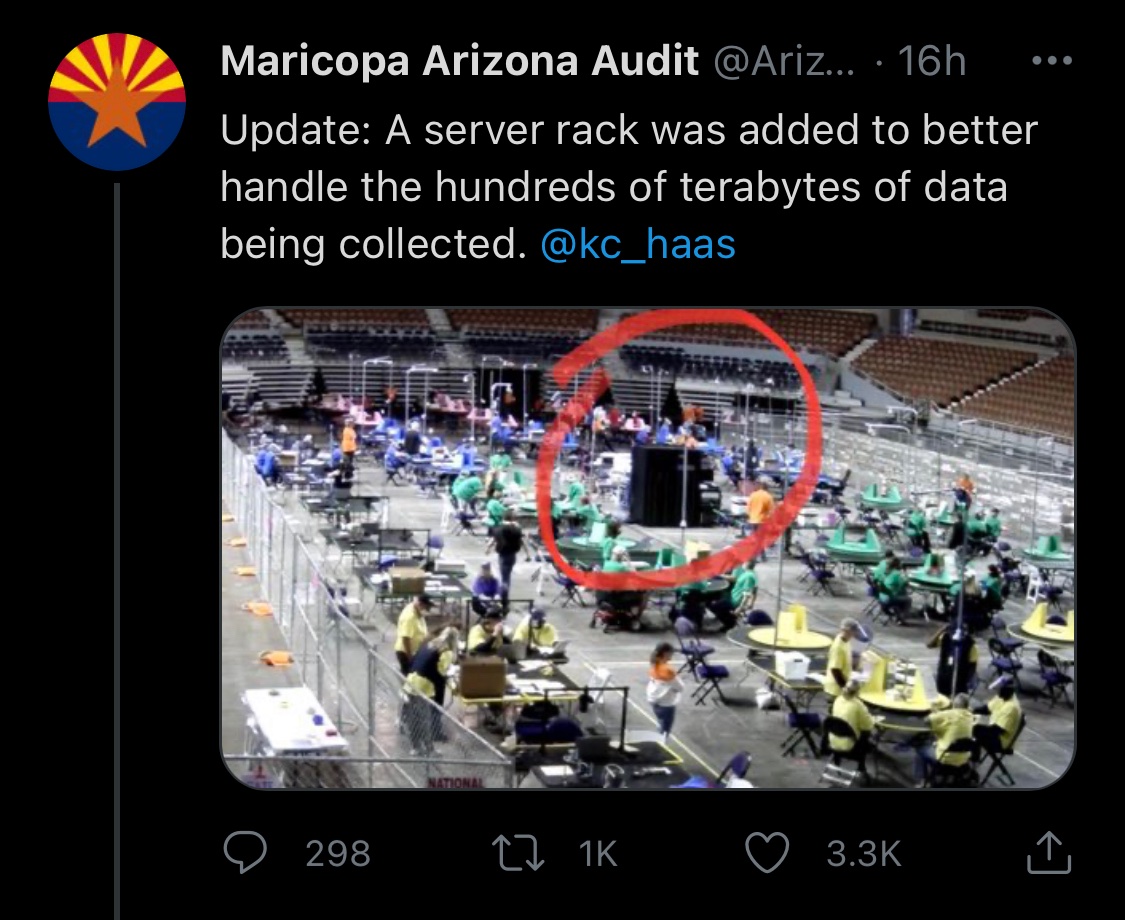 Maricopa Arizona Audit @Ariz... · 16h
Update: A server rack was added to better
handle the hundreds of terabytes of data
being collected. @kc_haas
NATIONAL
298 1K 3.3K